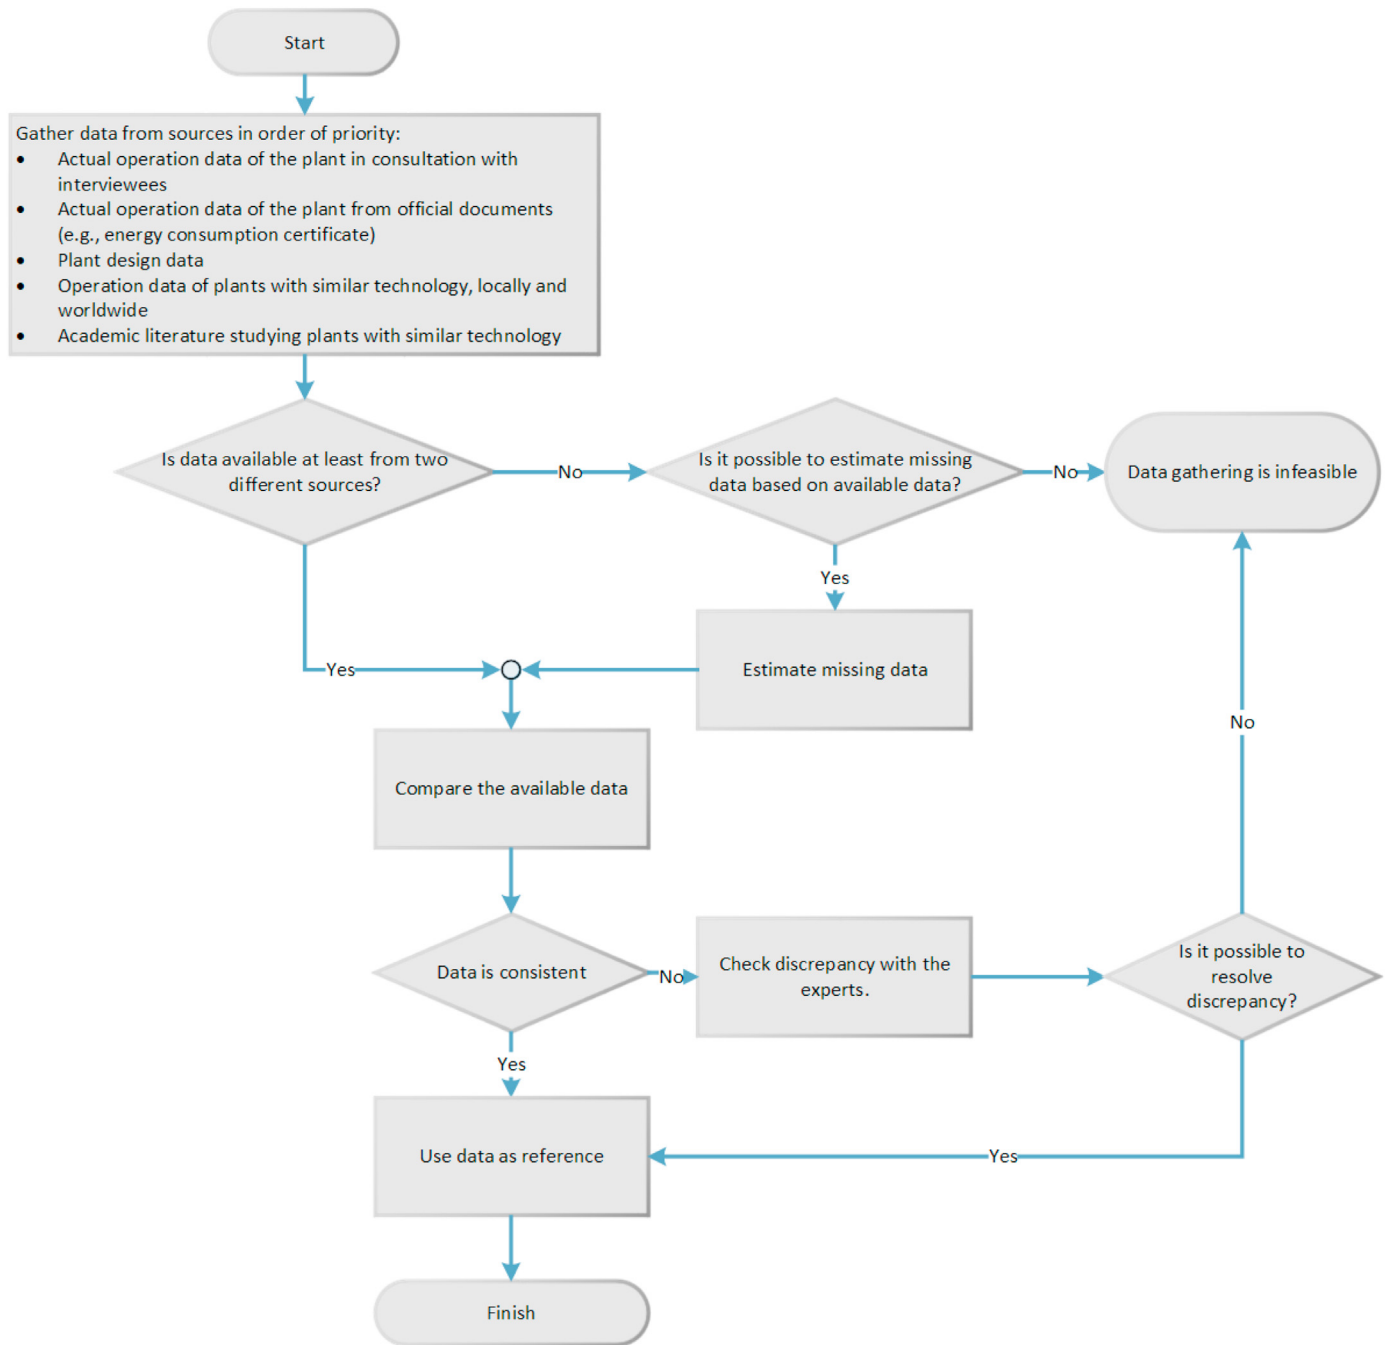 Start
Gather data from sources in order of priority:
• Actual operation data of the plant in consultation with
interviewees
• Actual operation data of the plant from official documents
(e.g., energy consumption certificate)
• Plant design data
• Operation data of plants with similar technology, locally and
worldwide
• Academic literature studying plants with similar technology
Is data available at least from two
different sources?
No
Is it possible to estimate missing
data based on available data?
No
Data gathering is infeasible
Yes
Yes
Estimate missing data
No
Compare the available data
Data is consistent
No
Check discrepancy with the
experts.
Is it possible to
resolve
discrepancy?
Yes
Use data as reference
Yes
Finish